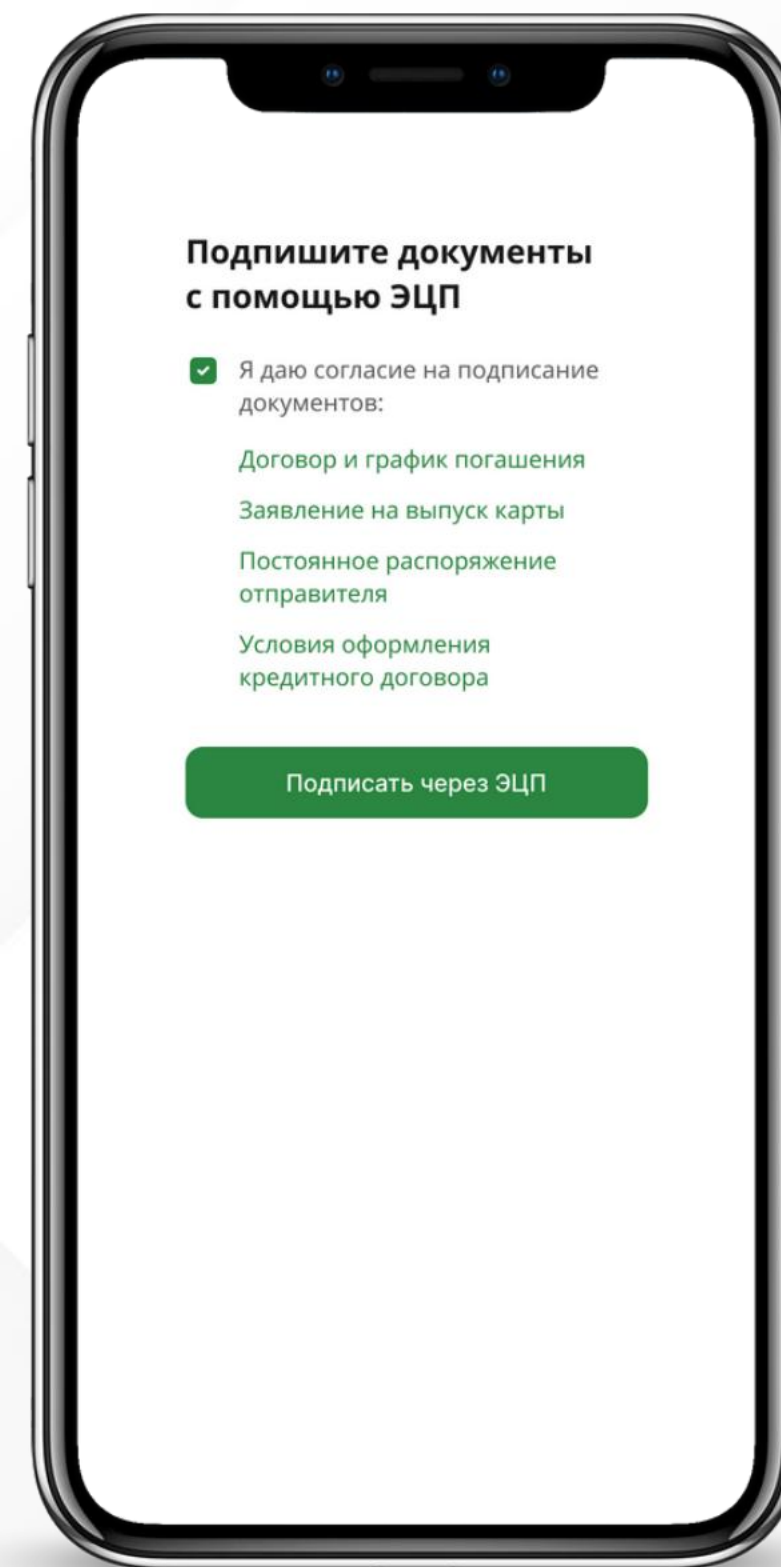 Подпишите документы
с помощью ЭЦП
Я даю согласие на подписание
документов:
Договор и график погашения
Заявление на выпуск карты
Постоянное распоряжение
отправителя
Условия оформления
кредитного договора
Подписать через ЭЦП